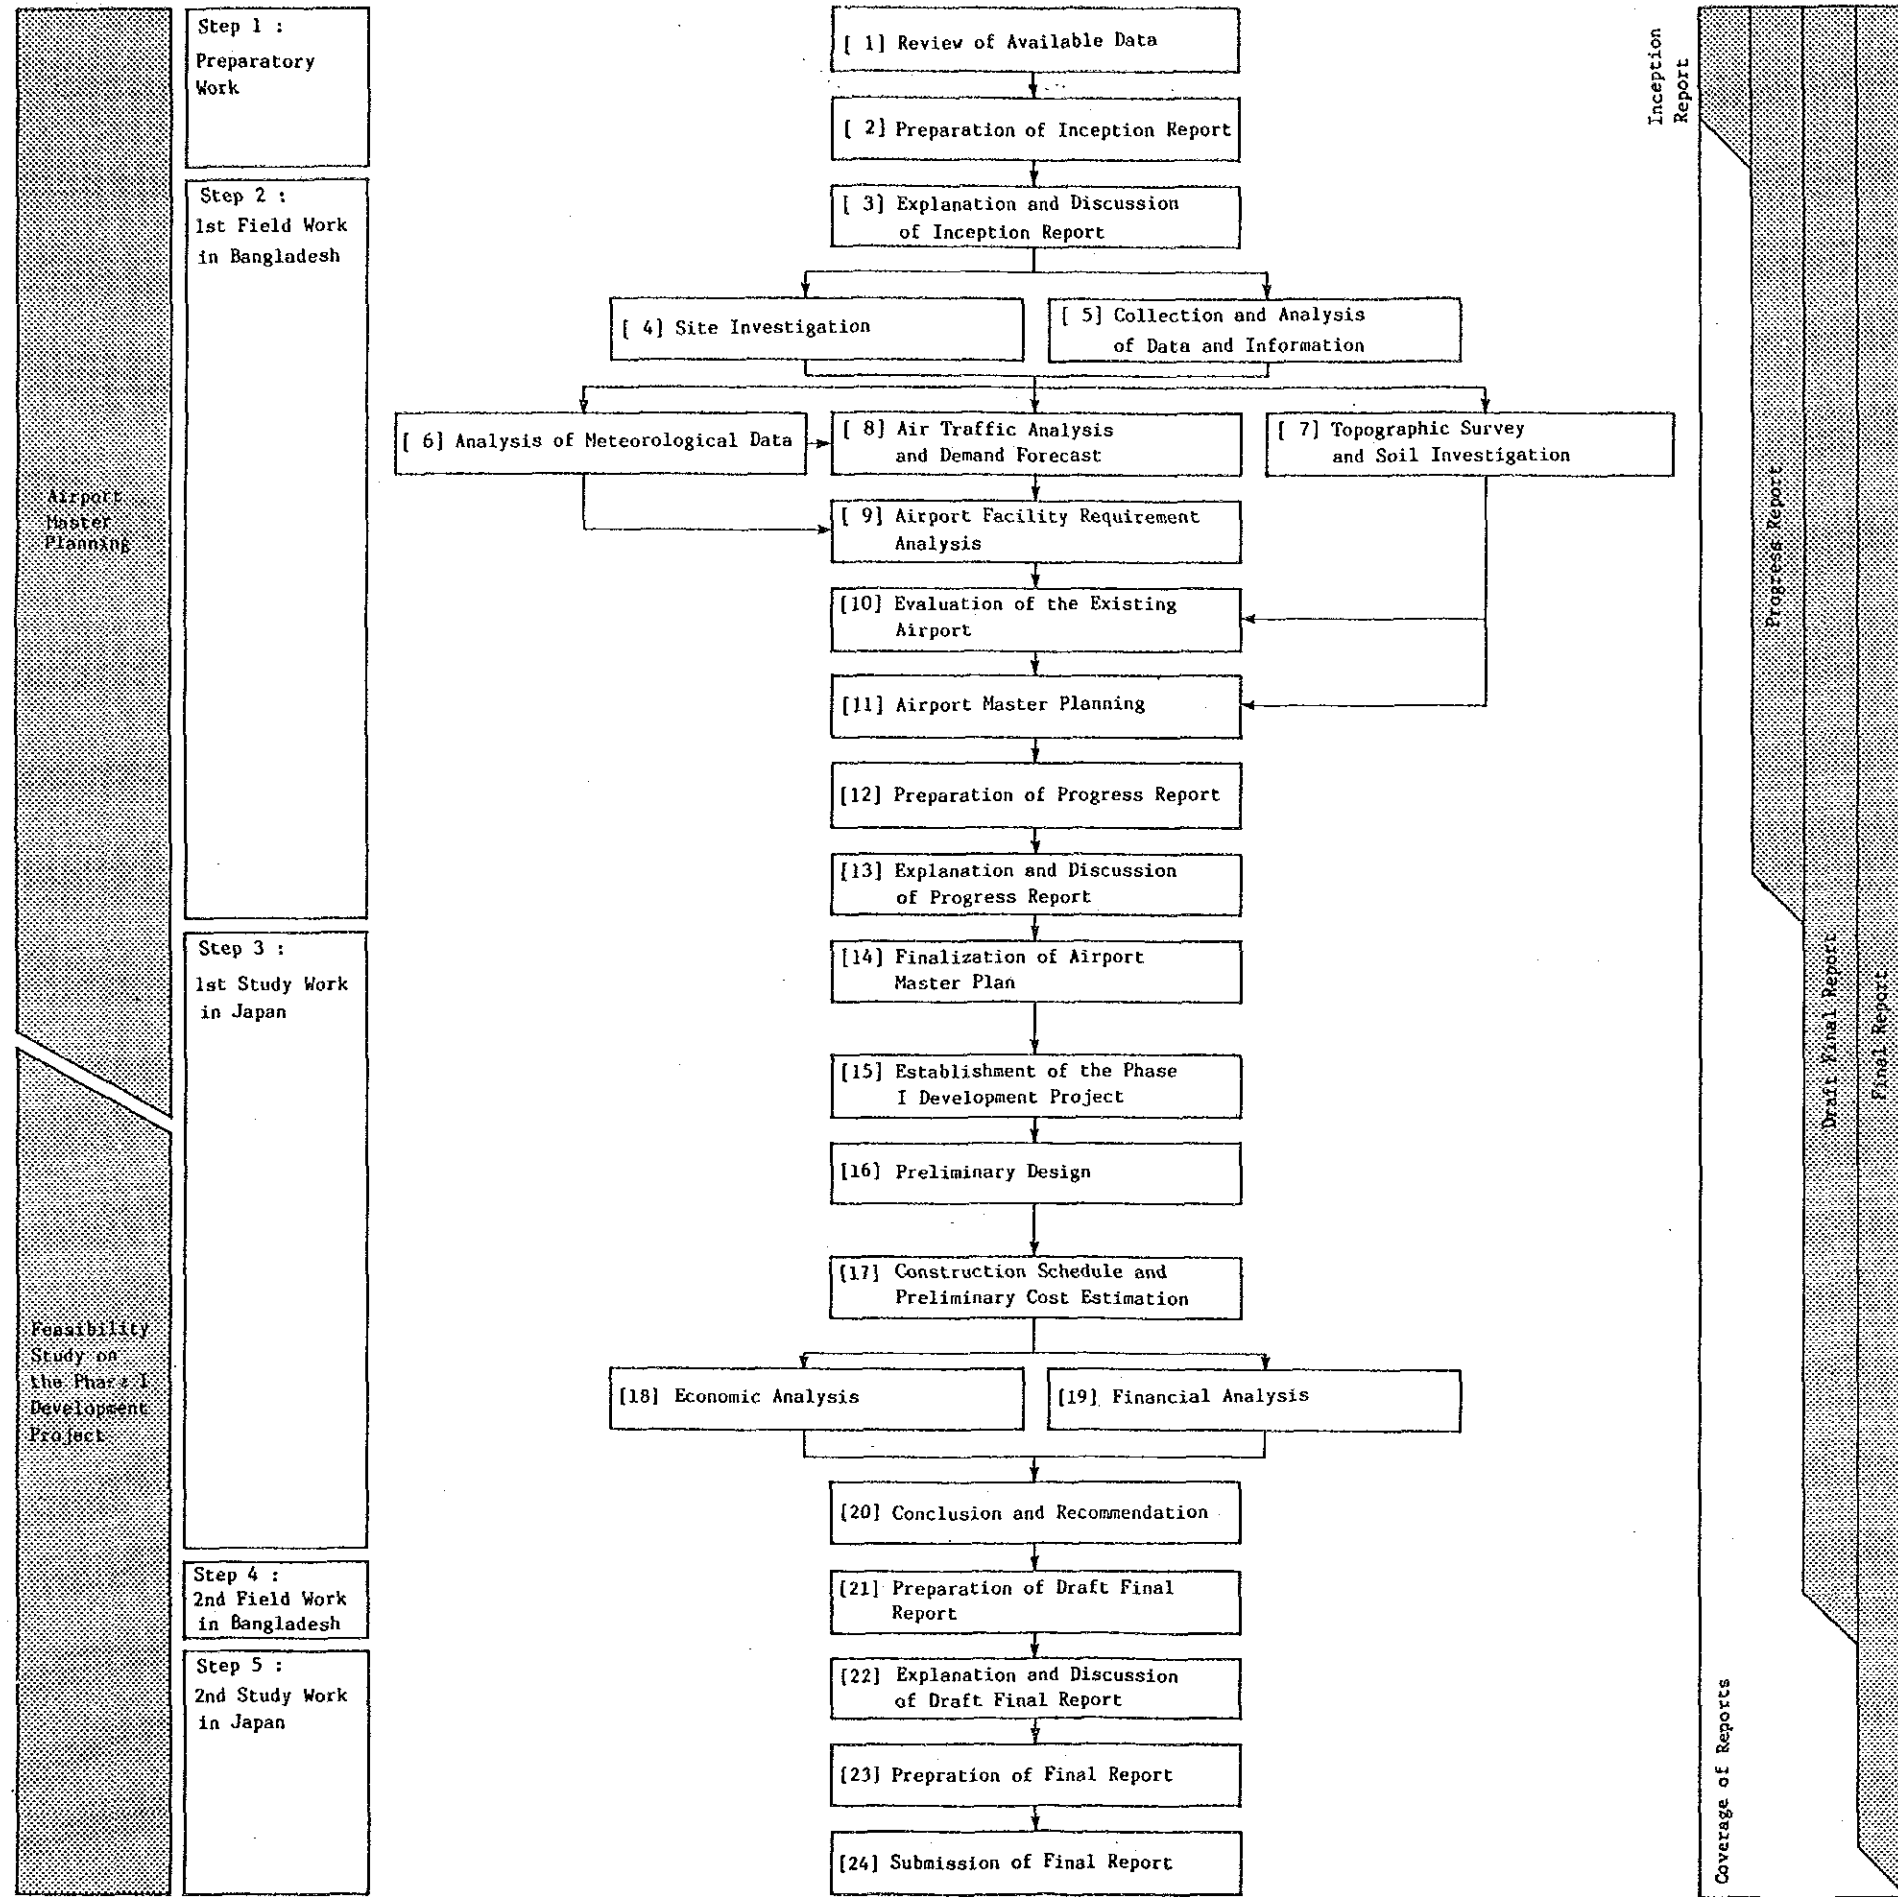 Airport
Master
Planning
Feasibility
Study on
the Phase I
Development
Project
Step 1 :
Preparatory
Work
Step 2 :
1st Field Work
in Bangladesh
Step 3 :
1st Study Work
in Japan
Step 4 :
2nd Field Work
in Bangladesh
Step 5 :
2nd Study Work
in Japan
[ 1] Review of Available Data
[ 2] Preparation of Inception Report
[ 3] Explanation and Discussion
of Inception Report
[ 4] Site Investigation
[ 5] Collection and Analysis
of Data and Information
[ 6] Analysis of Meteorological Data
[ 8] Air Traffic Analysis
and Demand Forecast
[ 7] Topographic Survey
and Soil Investigation
[ 9] Airport Facility Requirement
Analysis
[10] Evaluation of the Existing
Airport
[11] Airport Master Planning
[12] Preparation of Progress Report
[13] Explanation and Discussion
of Progress Report
[14] Finalization of Airport
Master Plan
[15] Establishment of the Phase
I Development Project
[16] Preliminary Design
[17] Construction Schedule and
Preliminary Cost Estimation
[18] Economic Analysis
[19] Financial Analysis
[20] Conclusion and Recommendation
[21] Preparation of Draft Final
Report
[22] Explanation and Discussion
of Draft Final Report
[23] Prepration of Final Report
[24] Submission of Final Report
Inception
Report
Progress Report
Draft Final Report
Final Report
Coverage of Reports